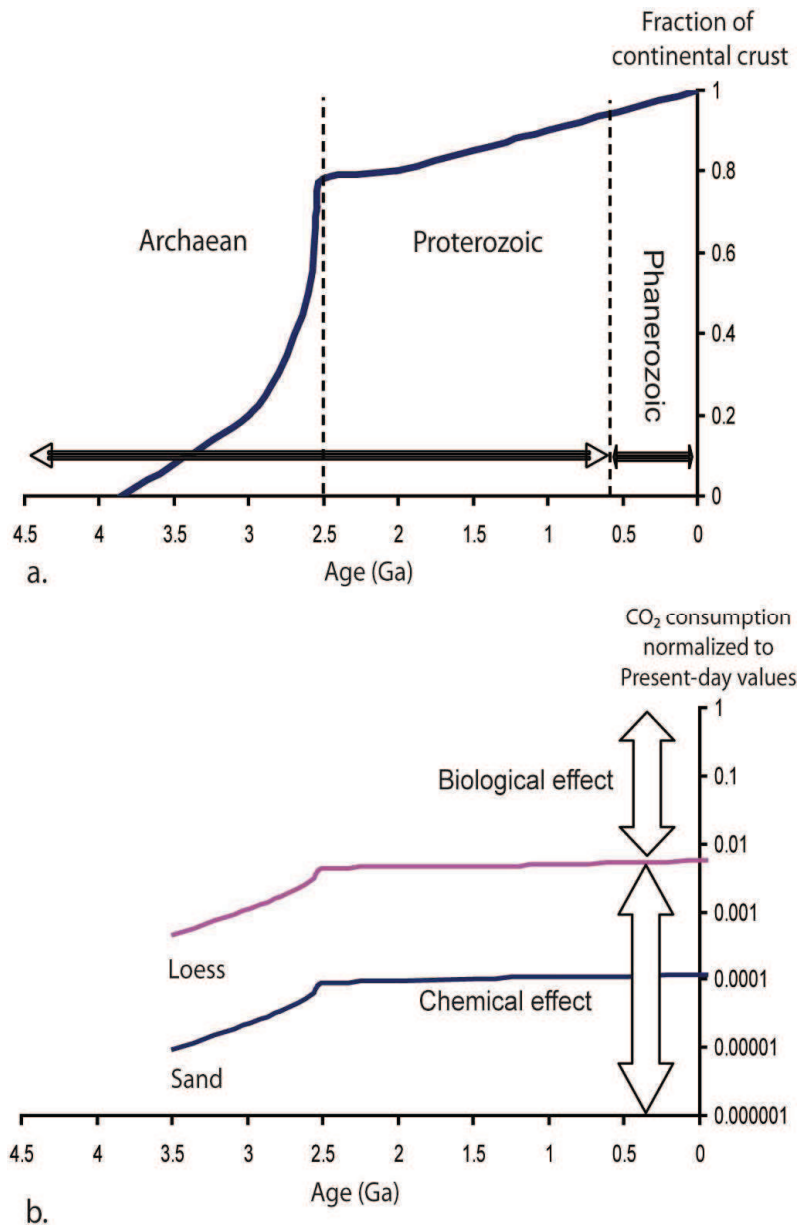 Fraction of
continental crust
1
0.8
0.6
0.4
0.2
0
Archaean
Proterozoic
Phanerozoic
4.5 4 3.5 3 2.5 2 1.5 1 0.5 0
Age (Ga)
a.
CO₂ consumption
normalized to
Present-day values
1
0.1
0.01
0.001
0.0001
0.00001
0.000001
Biological effect
Loess
Chemical effect
Sand
4.5 4 3.5 3 2.5 2 1.5 1 0.5 0
Age (Ga)
b.